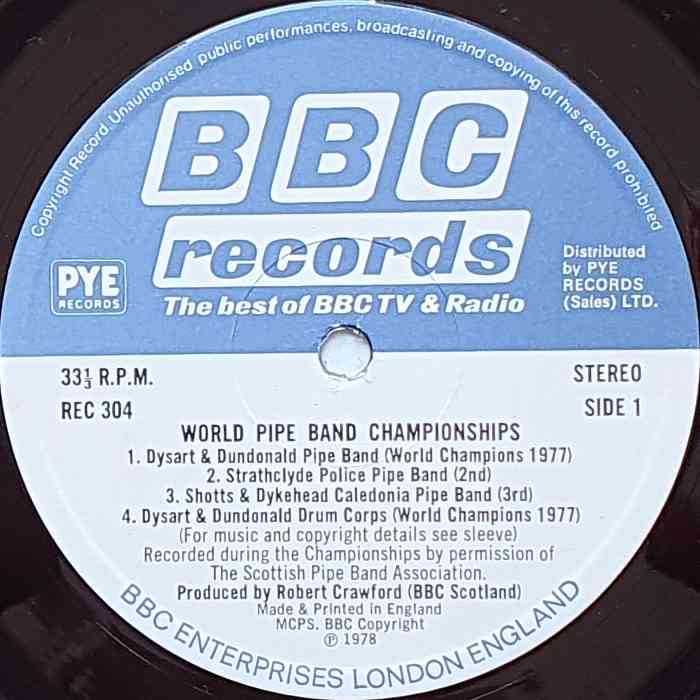 Copyright Record. Unauthorised public performances, broadcasting and copying of this record prohibited
BBC
records
The best of BBC TV & Radio
PYE
RECORDS
Distributed
by PYE
RECORDS
(Sales) LTD.
33⅓ R.P.M.
STEREO
REC 304
SIDE 1
WORLD PIPE BAND CHAMPIONSHIPS
1. Dysart & Dundonald Pipe Band (World Champions 1977)
2. Strathclyde Police Pipe Band (2nd)
3. Shotts & Dykehead Caledonia Pipe Band (3rd)
4. Dysart & Dundonald Drum Corps (World Champions 1977)
(For music and copyright details see sleeve)
Recorded during the Championships by permission of
The Scottish Pipe Band Association.
Produced by Robert Crawford (BBC Scotland)
Made & Printed in England
MCPS. BBC Copyright
℗ 1978
BBC ENTERPRISES LONDON ENGLAND